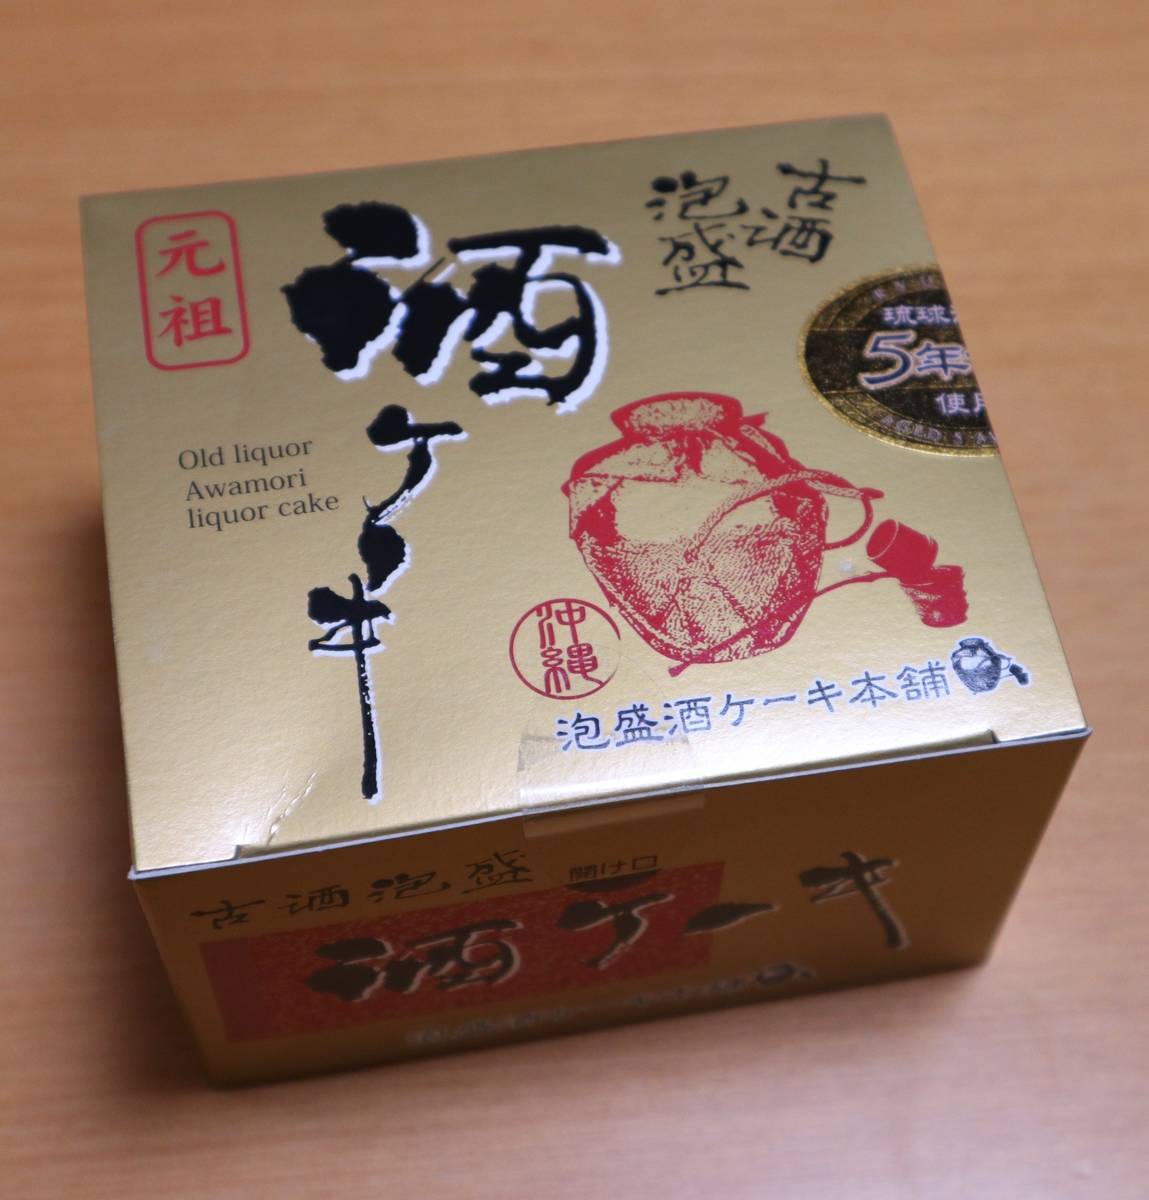 元祖
酒ケーキ
古酒
泡盛
琉球
5年
使用
Old liquor
Awamori
liquor cake
沖縄
泡盛酒ケーキ本舗
古酒泡盛
開け口
酒ケーキ